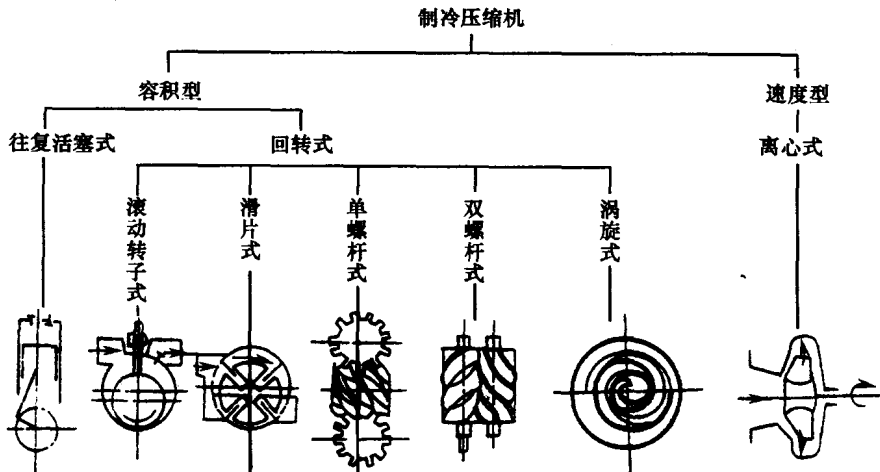 制冷压缩机
容积型
速度型
往复活塞式
回转式
离心式
滚动转子式
滑片式
单螺杆式
双螺杆式
涡旋式